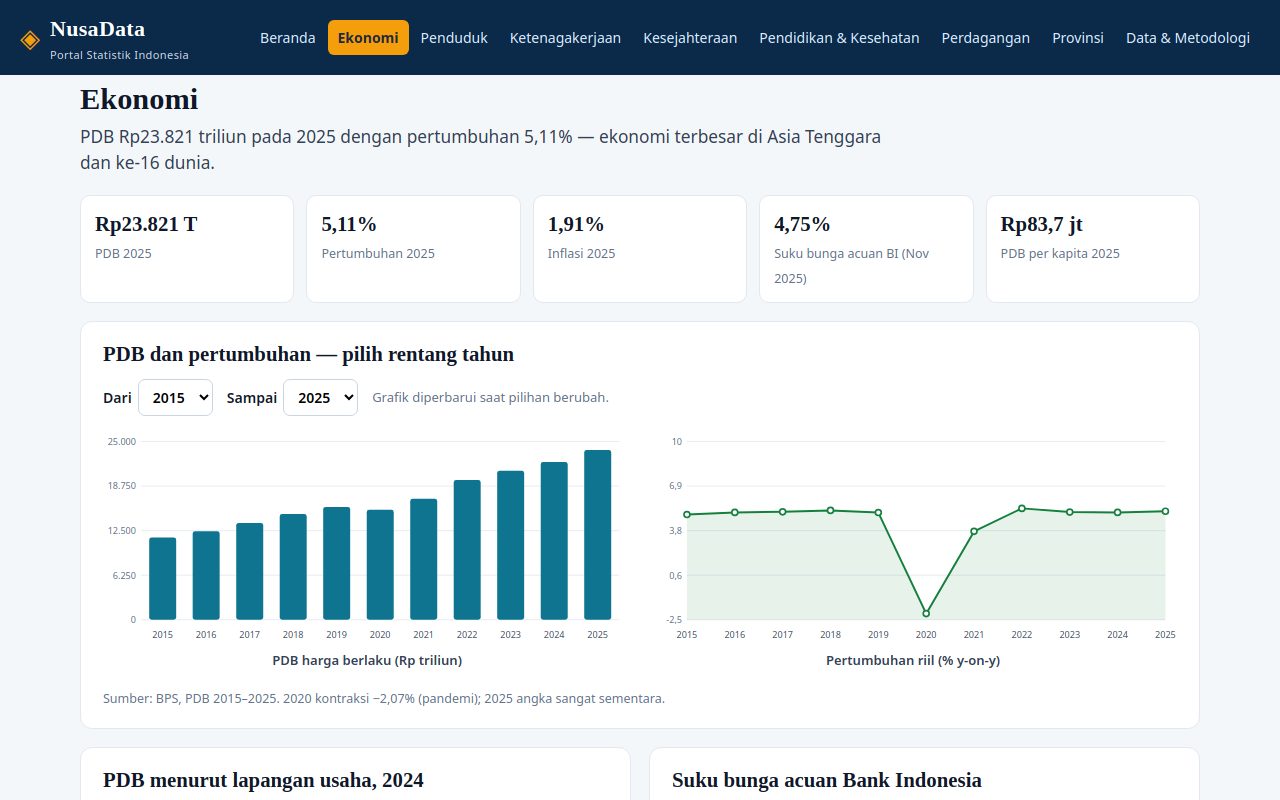 NusaData
Portal Statistik Indonesia
Beranda
Ekonomi
Penduduk
Ketenagakerjaan
Kesejahteraan
Pendidikan & Kesehatan
Perdagangan
Provinsi
Data & Metodologi
Ekonomi
PDB Rp23.821 triliun pada 2025 dengan pertumbuhan 5,11% — ekonomi terbesar di Asia Tenggara
dan ke-16 dunia.
Rp23.821 T
PDB 2025
5,11%
Pertumbuhan 2025
1,91%
Inflasi 2025
4,75%
Suku bunga acuan BI (Nov
2025)
Rp83,7 jt
PDB per kapita 2025
PDB dan pertumbuhan — pilih rentang tahun
Dari 2015 Sampai 2025 Grafik diperbarui saat pilihan berubah.
25.000
18.750
12.500
6.250
0
2015 2016 2017 2018 2019 2020 2021 2022 2023 2024 2025
PDB harga berlaku (Rp triliun)
10
6,9
3,8
0,6
-2,5
2015 2016 2017 2018 2019 2020 2021 2022 2023 2024 2025
Pertumbuhan riil (% y-on-y)
Sumber: BPS, PDB 2015–2025. 2020 kontraksi −2,07% (pandemi); 2025 angka sangat sementara.
PDB menurut lapangan usaha, 2024
Suku bunga acuan Bank Indonesia